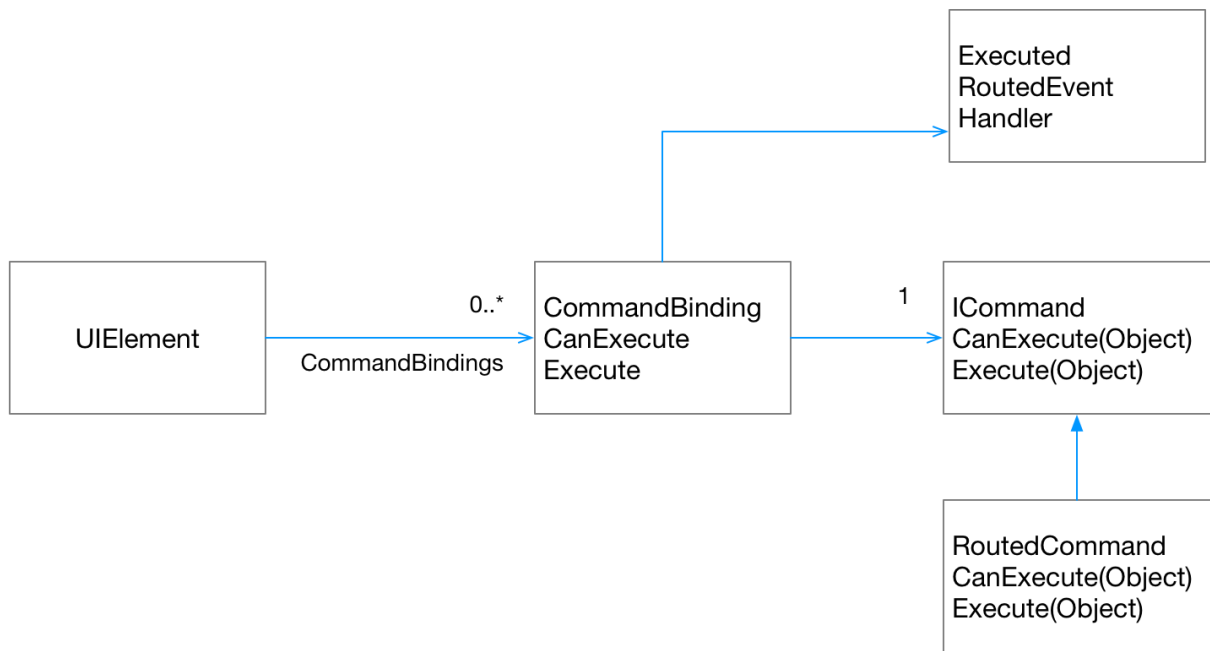 Executed
RoutedEvent
Handler
UIElement
0..*
CommandBindings
CommandBinding
CanExecute
Execute
1
ICommand
CanExecute(Object)
Execute(Object)
RoutedCommand
CanExecute(Object)
Execute(Object)